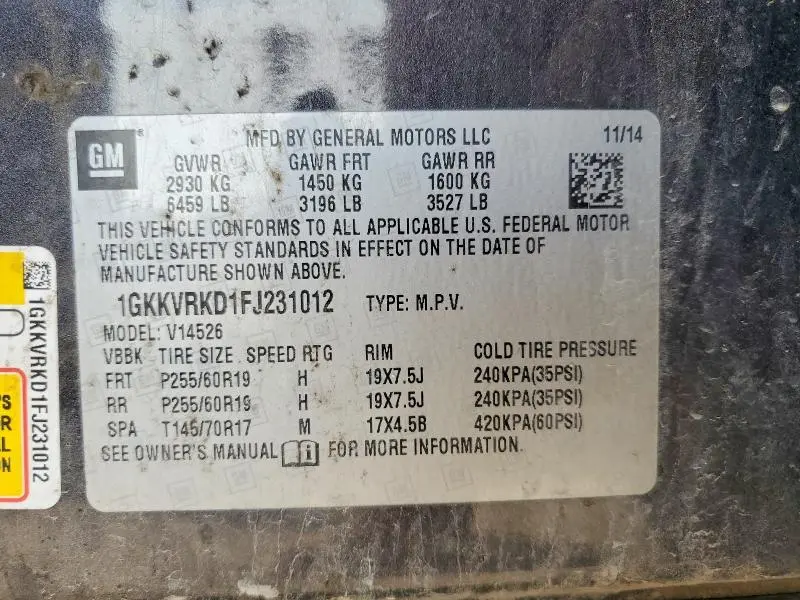 GM
MFD BY GENERAL MOTORS LLC 11/14
GVWR GAWR FRT GAWR RR
2930 KG 1450 KG 1600 KG
6459 LB 3196 LB 3527 LB
THIS VEHICLE CONFORMS TO ALL APPLICABLE U.S. FEDERAL MOTOR
VEHICLE SAFETY STANDARDS IN EFFECT ON THE DATE OF
MANUFACTURE SHOWN ABOVE.
1GKKVRKD1FJ231012 TYPE: M.P.V.
MODEL: V14526
VBBK TIRE SIZE SPEED RTG RIM COLD TIRE PRESSURE
FRT P255/60R19 H 19X7.5J 240KPA(35PSI)
RR P255/60R19 H 19X7.5J 240KPA(35PSI)
SPA T145/70R17 M 17X4.5B 420KPA(60PSI)
SEE OWNER'S MANUAL FOR MORE INFORMATION.
1GKKVRKD1FJ231012